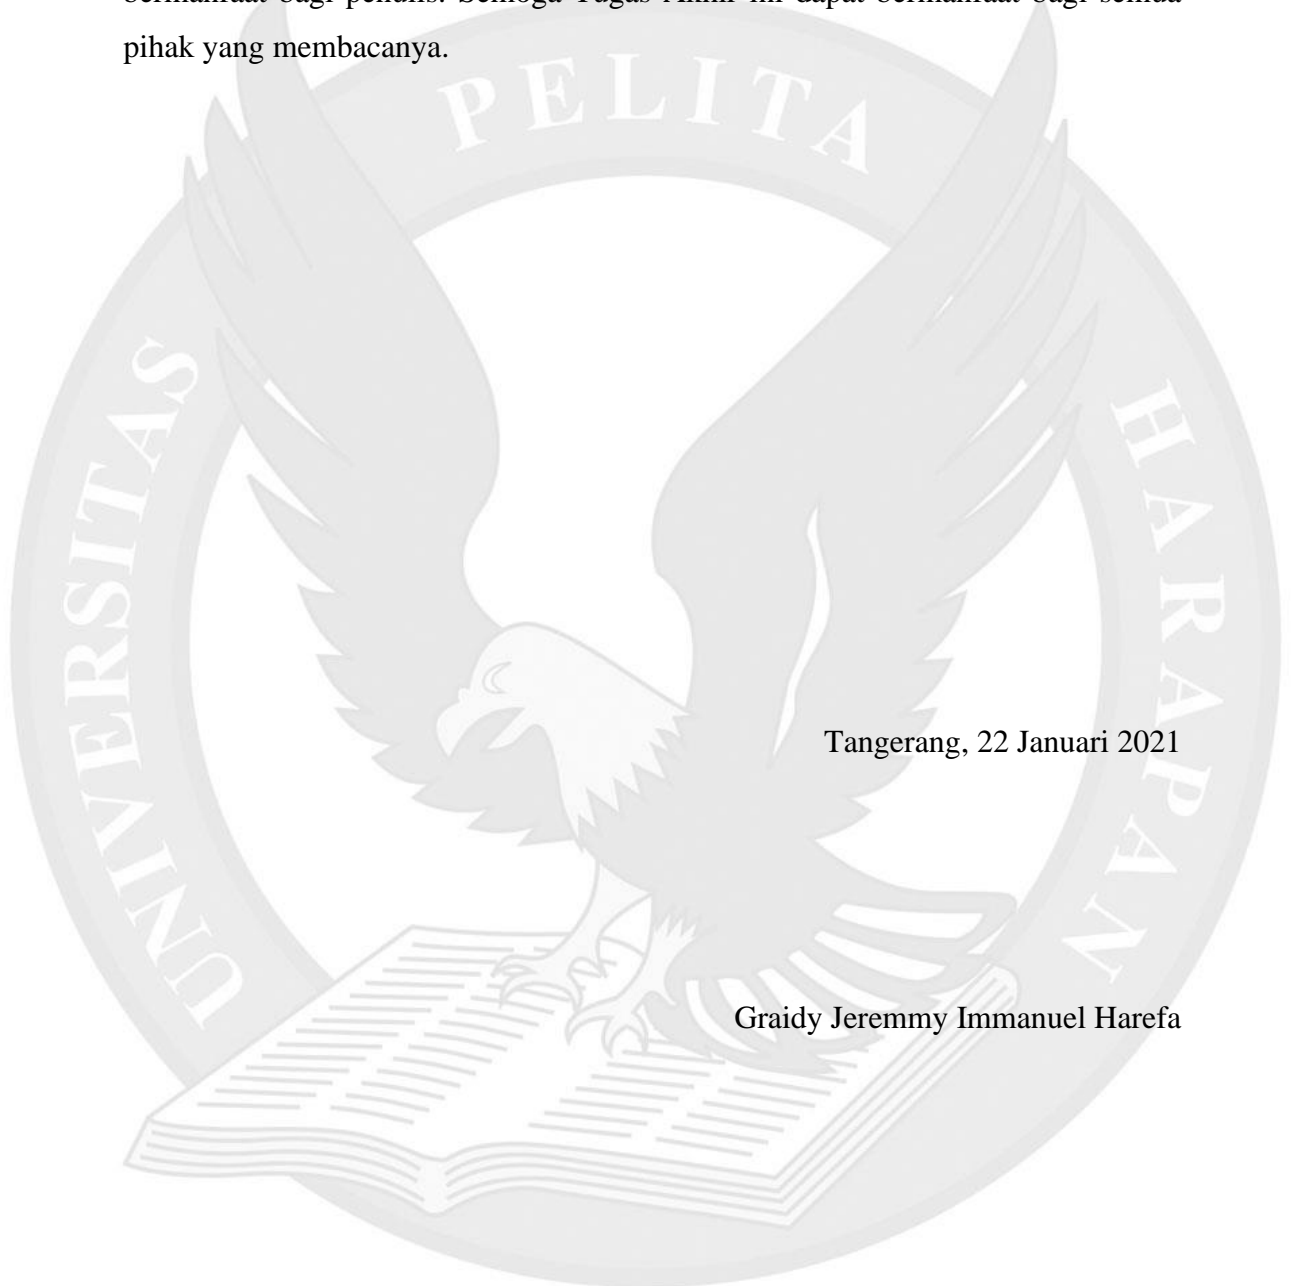 bermanfaat bagi penulis. Semoga Tugas Akhir ini dapat bermanfaat bagi semua
pihak yang membacanya.
UNIVERSITAS PELITA HARAPAN
Tangerang, 22 Januari 2021
Graidy Jeremmy Immanuel Harefa